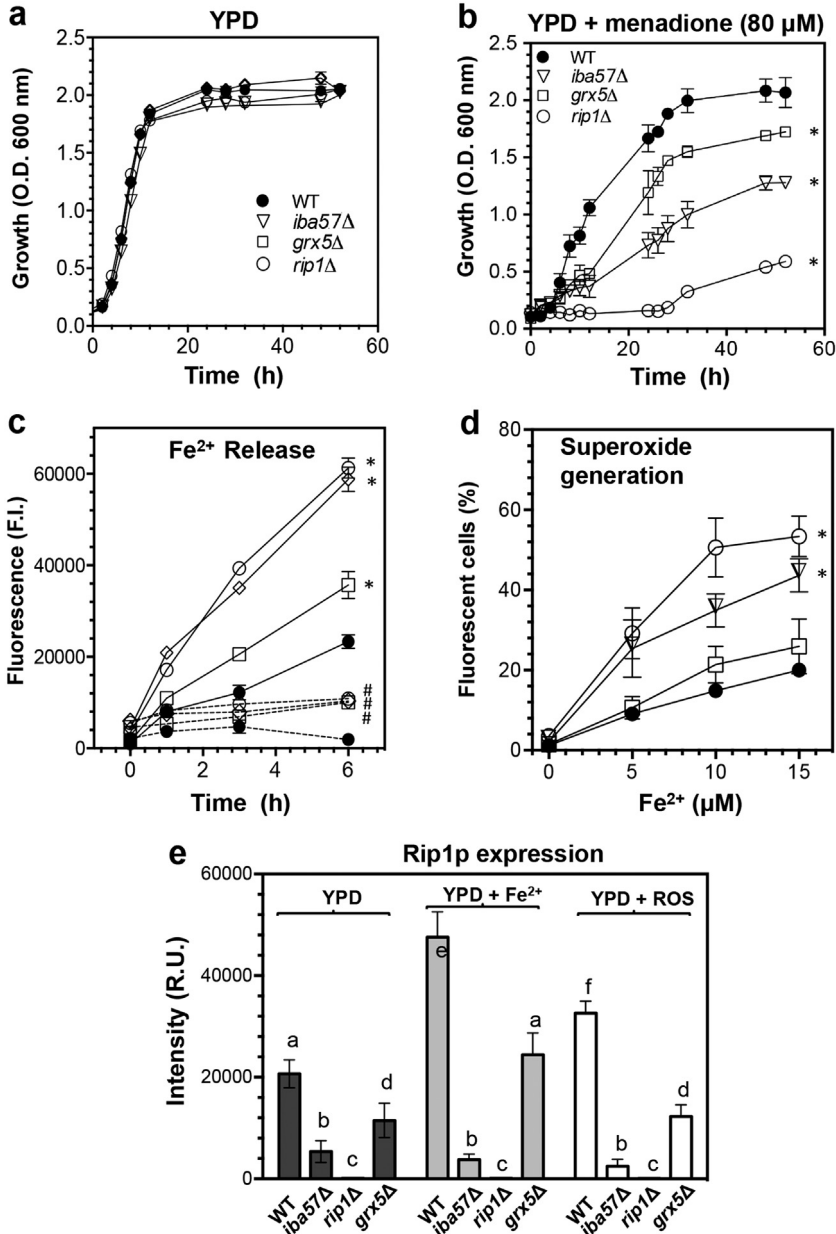 a
YPD
2.5
2.0
1.5
1.0
0.5
0.0
Growth (O.D. 600 nm)
WT
iba57Δ
grx5Δ
rip1Δ
0 20 40 60
Time (h)
b
YPD + menadione (80 µM)
2.5
2.0
1.5
1.0
0.5
0.0
Growth (O.D. 600 nm)
WT
iba57Δ
grx5Δ
rip1Δ
*
*
*
0 20 40 60
Time (h)
c
Fe²⁺ Release
60000
40000
20000
0
Fluorescence (F.I.)
*
*
*
#
#
#
0 2 4 6
Time (h)
d
Superoxide
generation
80
60
40
20
0
Fluorescent cells (%)
*
*
0 5 10 15
Fe²⁺ (µM)
e
Rip1p expression
60000
40000
20000
0
Intensity (R.U.)
YPD
YPD + Fe²⁺
YPD + ROS
a
b
c
d
e
b
c
a
f
b
c
d
WT iba57Δ rip1Δ grx5Δ WT iba57Δ rip1Δ grx5Δ WT iba57Δ rip1Δ grx5Δ